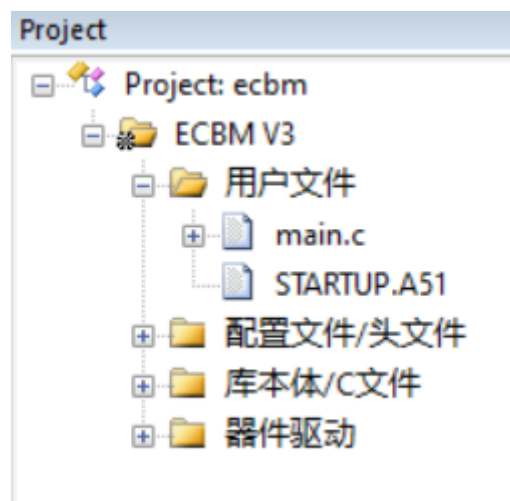 Project
Project: ecbm
ECBM V3
用户文件
main.c
STARTUP.A51
配置文件/头文件
库本体/C文件
器件驱动